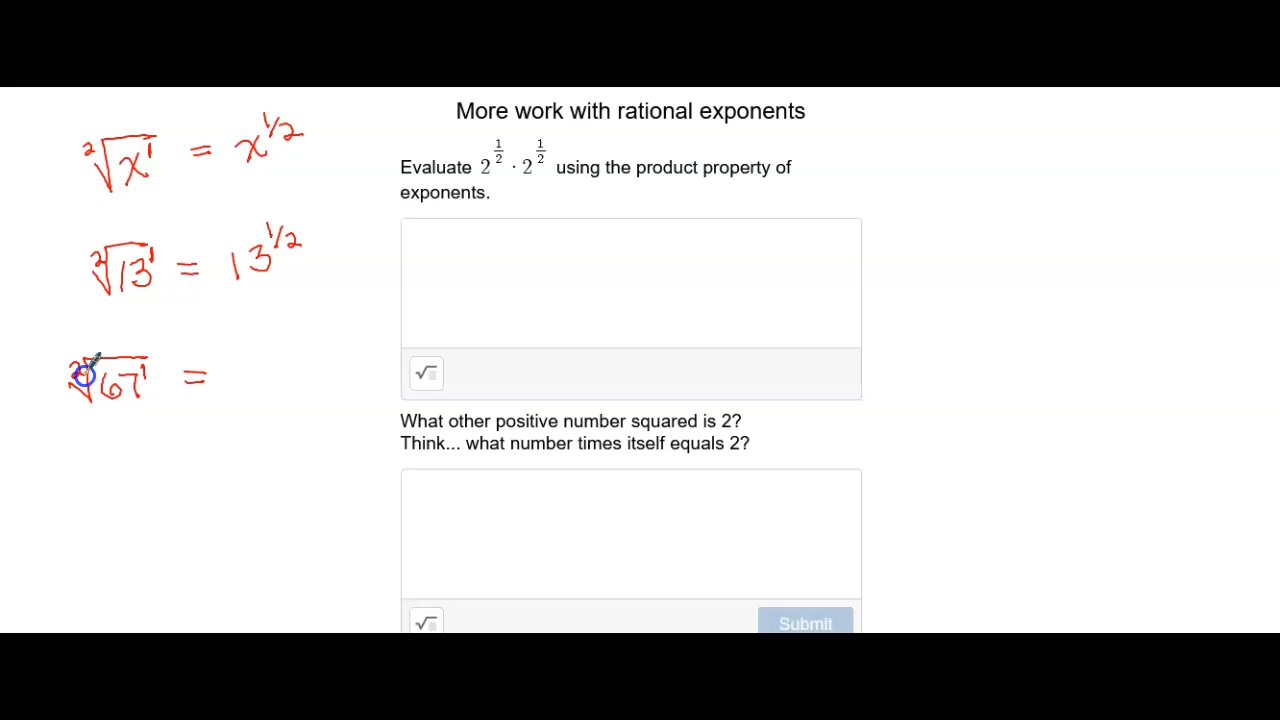 More work with rational exponents
²√x¹ = x^1/2
Evaluate 2^1/2 · 2^1/2 using the product property of
exponents.
²√13¹ = 13^1/2
²√67¹ =
√
What other positive number squared is 2?
Think... what number times itself equals 2?
√
Submit